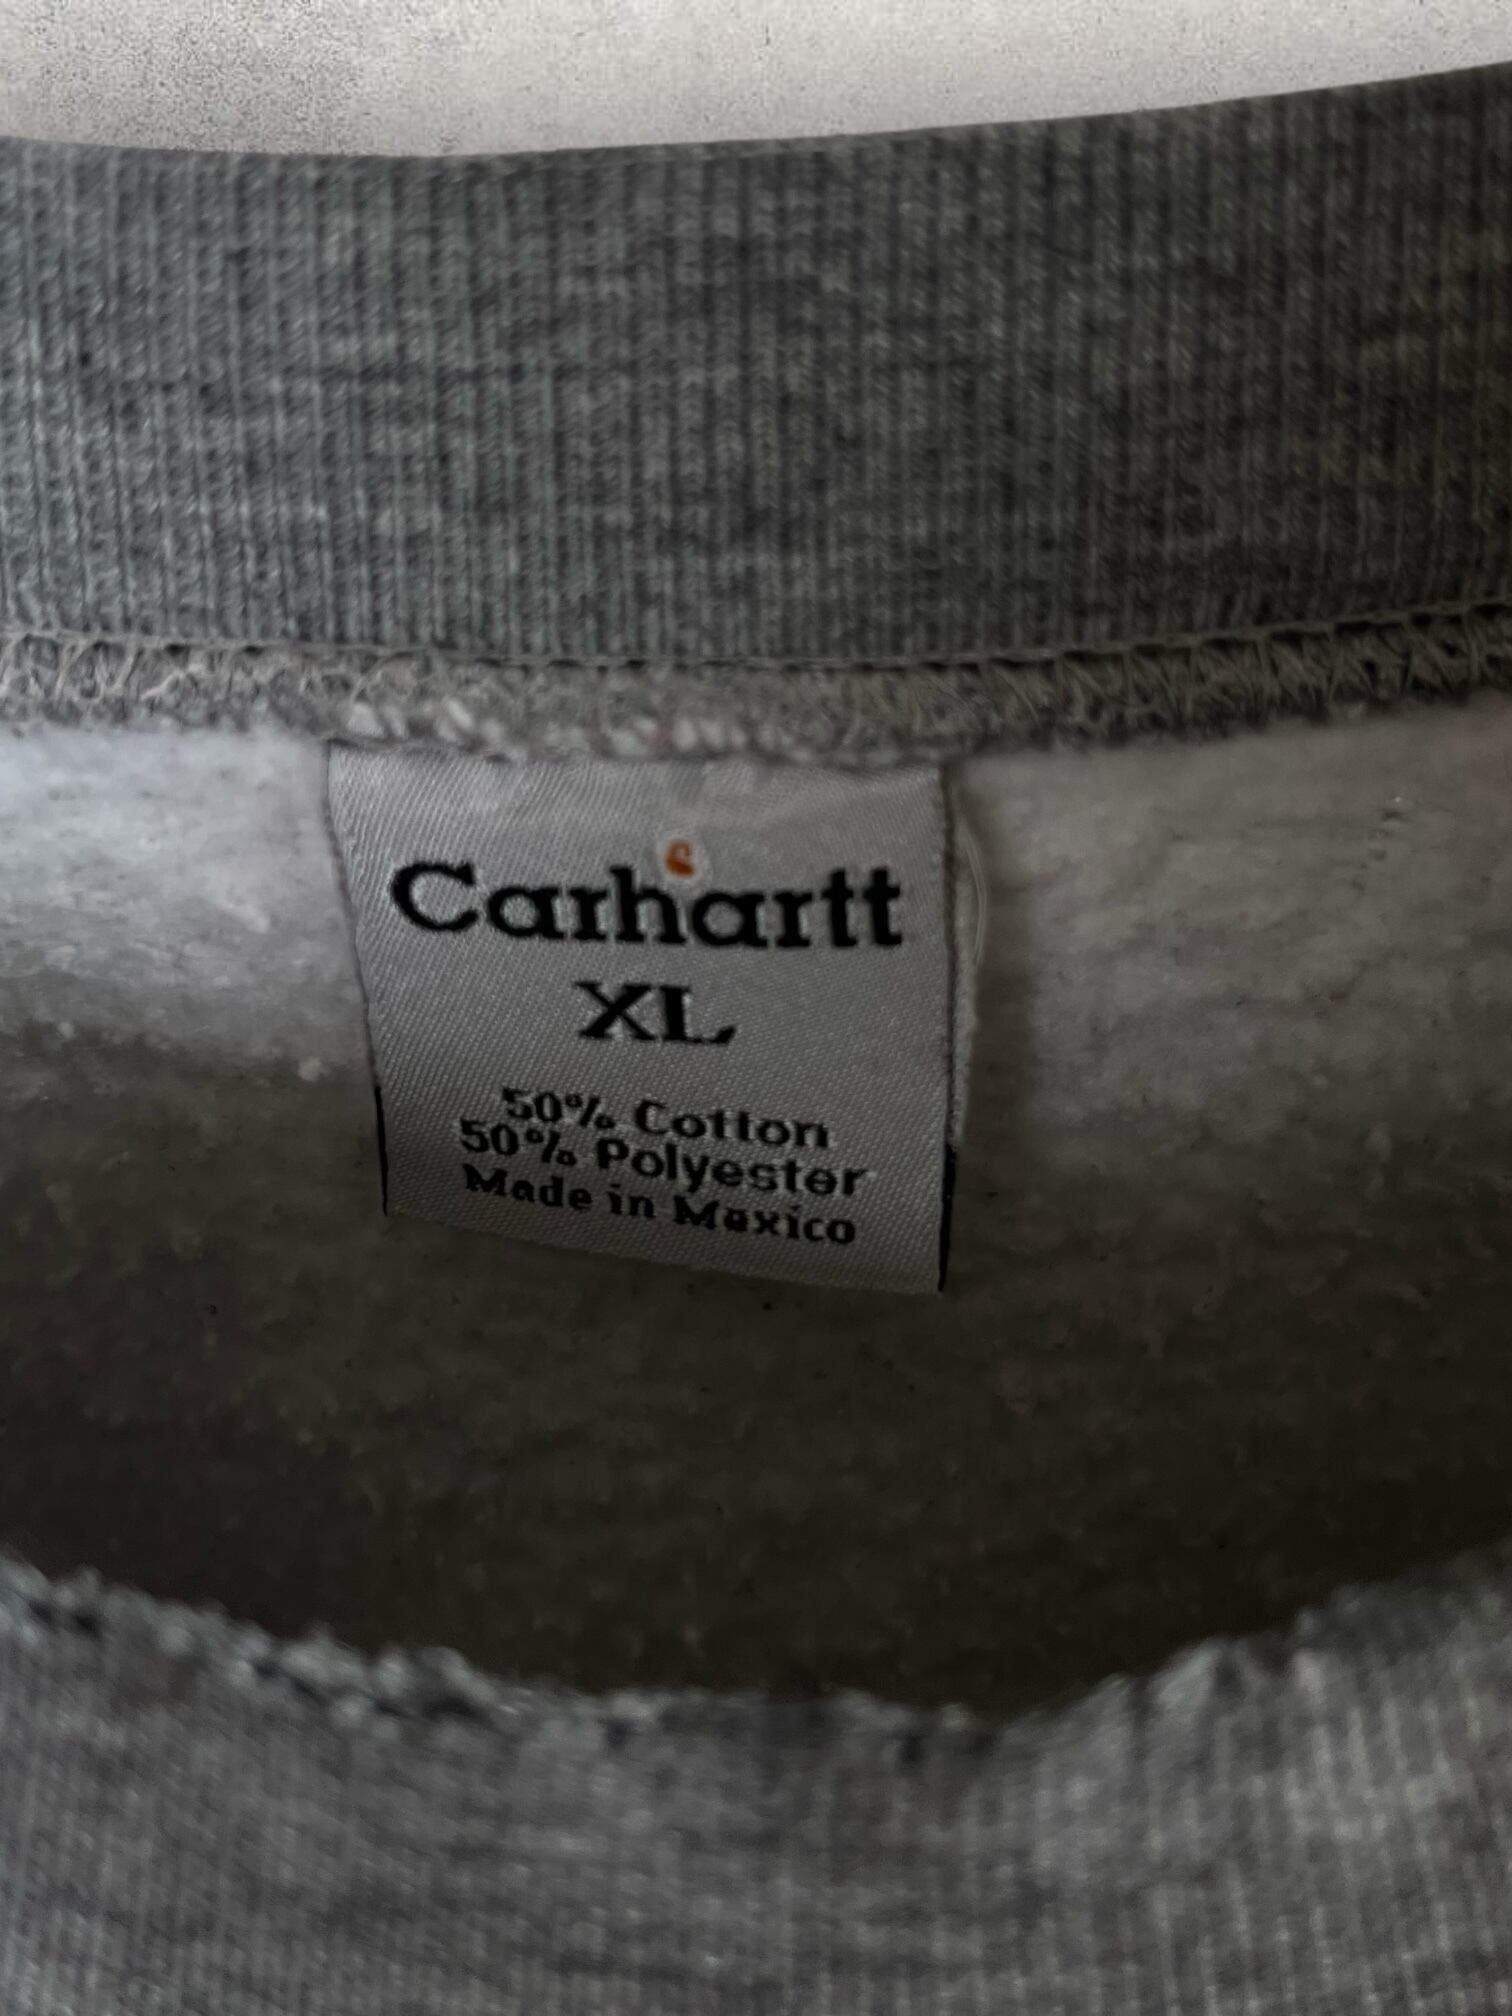 Carhartt
XL
50% Cotton
50% Polyester
Made in Mexico